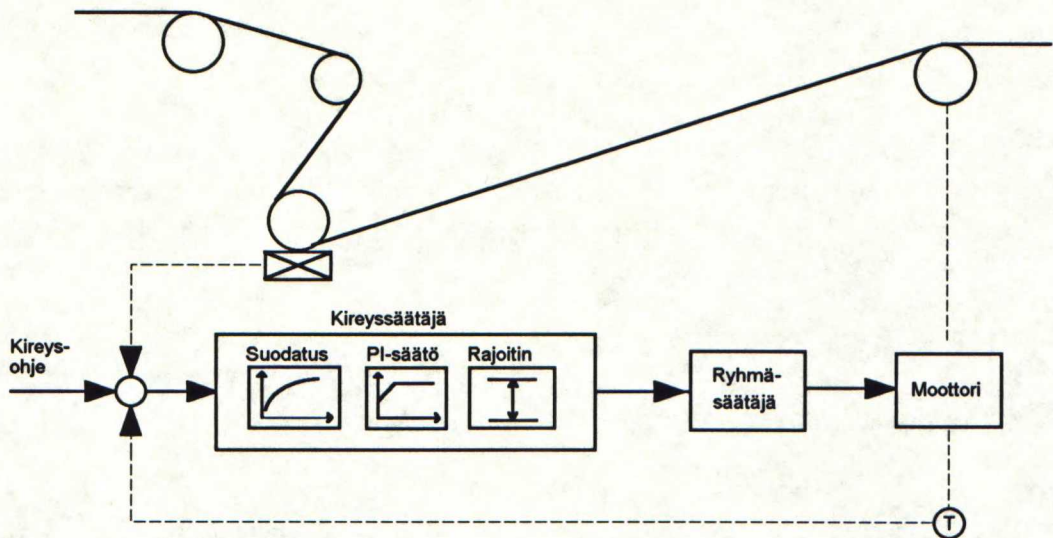 Kireyssäätäjä
Kireys-
ohje
Suodatus
PI-säätö
Rajoitin
Ryhmä-
säätäjä
Moottori
T